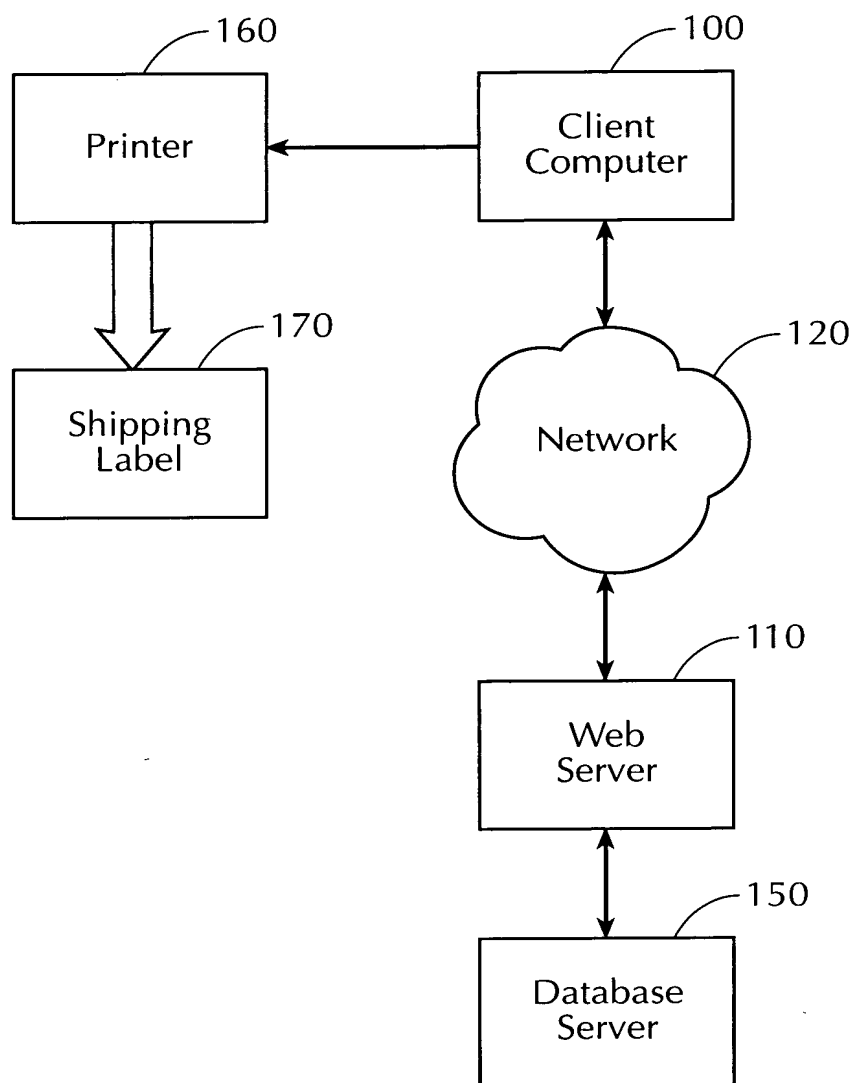 160
100
Printer
Client
Computer
170
120
Shipping
Label
Network
110
Web
Server
150
Database
Server